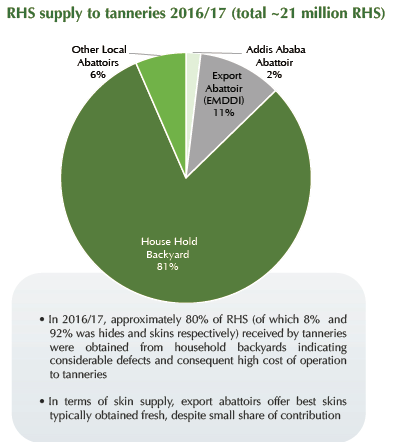 RHS supply to tanneries 2016/17 (total ~21 million RHS)
Other Local
Abattoirs
6%
Addis Ababa
Abattoir
2%
Export
Abattoir
(EMDDI)
11%
House Hold
Backyard
81%
• In 2016/17, approximately 80% of RHS (of which 8% and
92% was hides and skins respectively) received by tanneries
were obtained from household backyards indicating
considerable defects and consequent high cost of operation
to tanneries
• In terms of skin supply, export abattoirs offer best skins
typically obtained fresh, despite small share of contribution